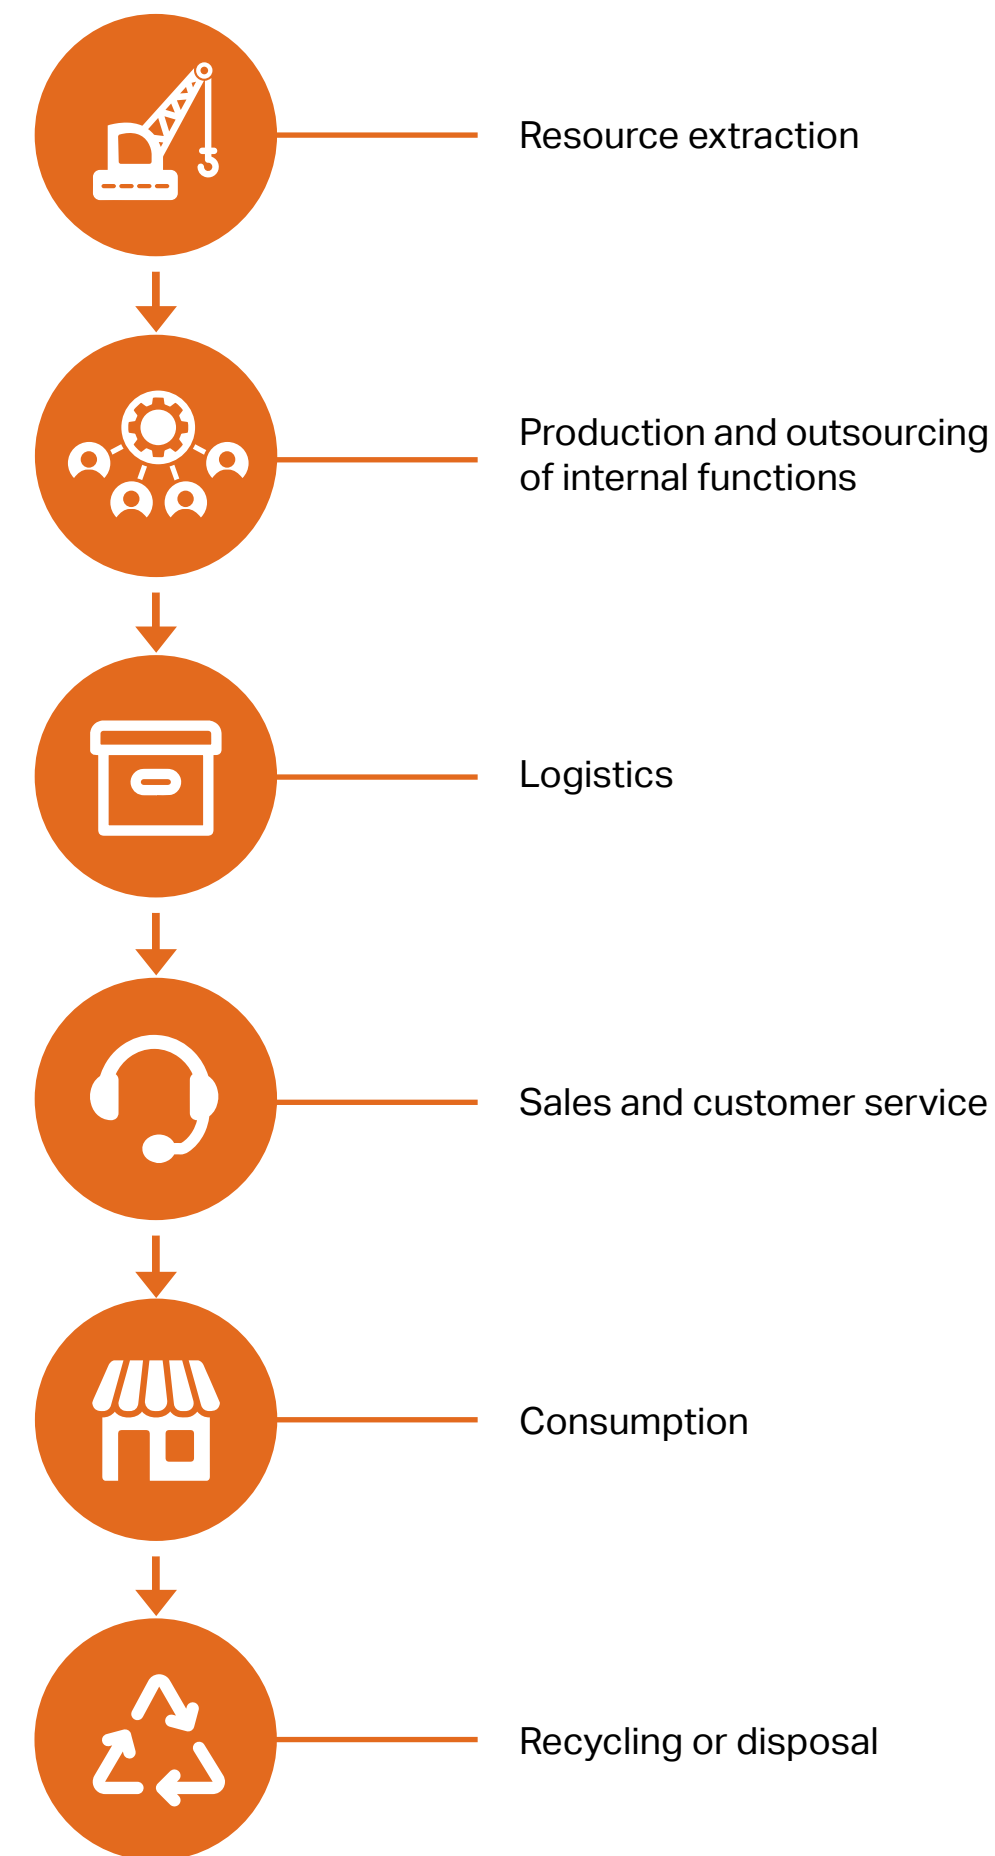 Resource extraction
Production and outsourcing
of internal functions
Logistics
Sales and customer service
Consumption
Recycling or disposal